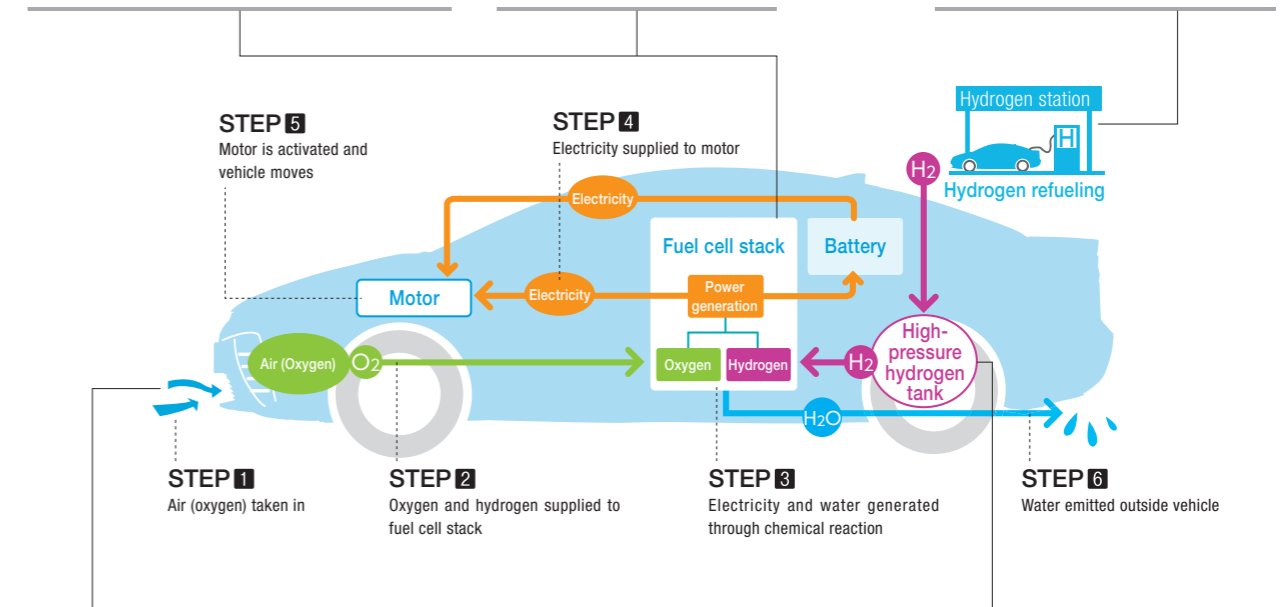 Hydrogen station
H
Hydrogen refueling
STEP 5
Motor is activated and
vehicle moves
STEP 4
Electricity supplied to motor
H2
Electricity
Fuel cell stack
Battery
Motor
Electricity
Power
generation
Air (Oxygen)
O2
Oxygen
Hydrogen
H2
High-
pressure
hydrogen
tank
H2O
STEP 1
Air (oxygen) taken in
STEP 2
Oxygen and hydrogen supplied to
fuel cell stack
STEP 3
Electricity and water generated
through chemical reaction
STEP 6
Water emitted outside vehicle